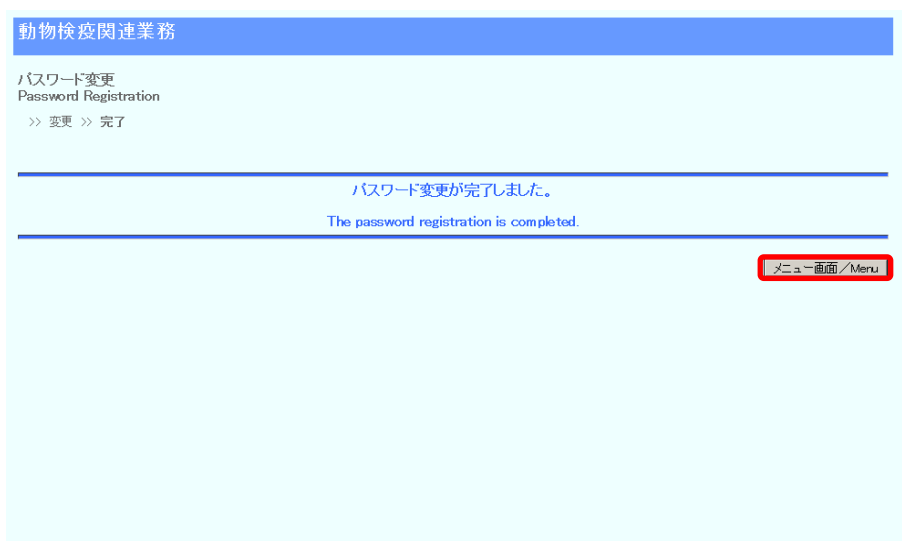 動物検疫関連業務
パスワード変更
Password Registration
>> 変更 >> 完了
パスワード変更が完了しました。
The password registration is completed.
メニュー画面／Menu